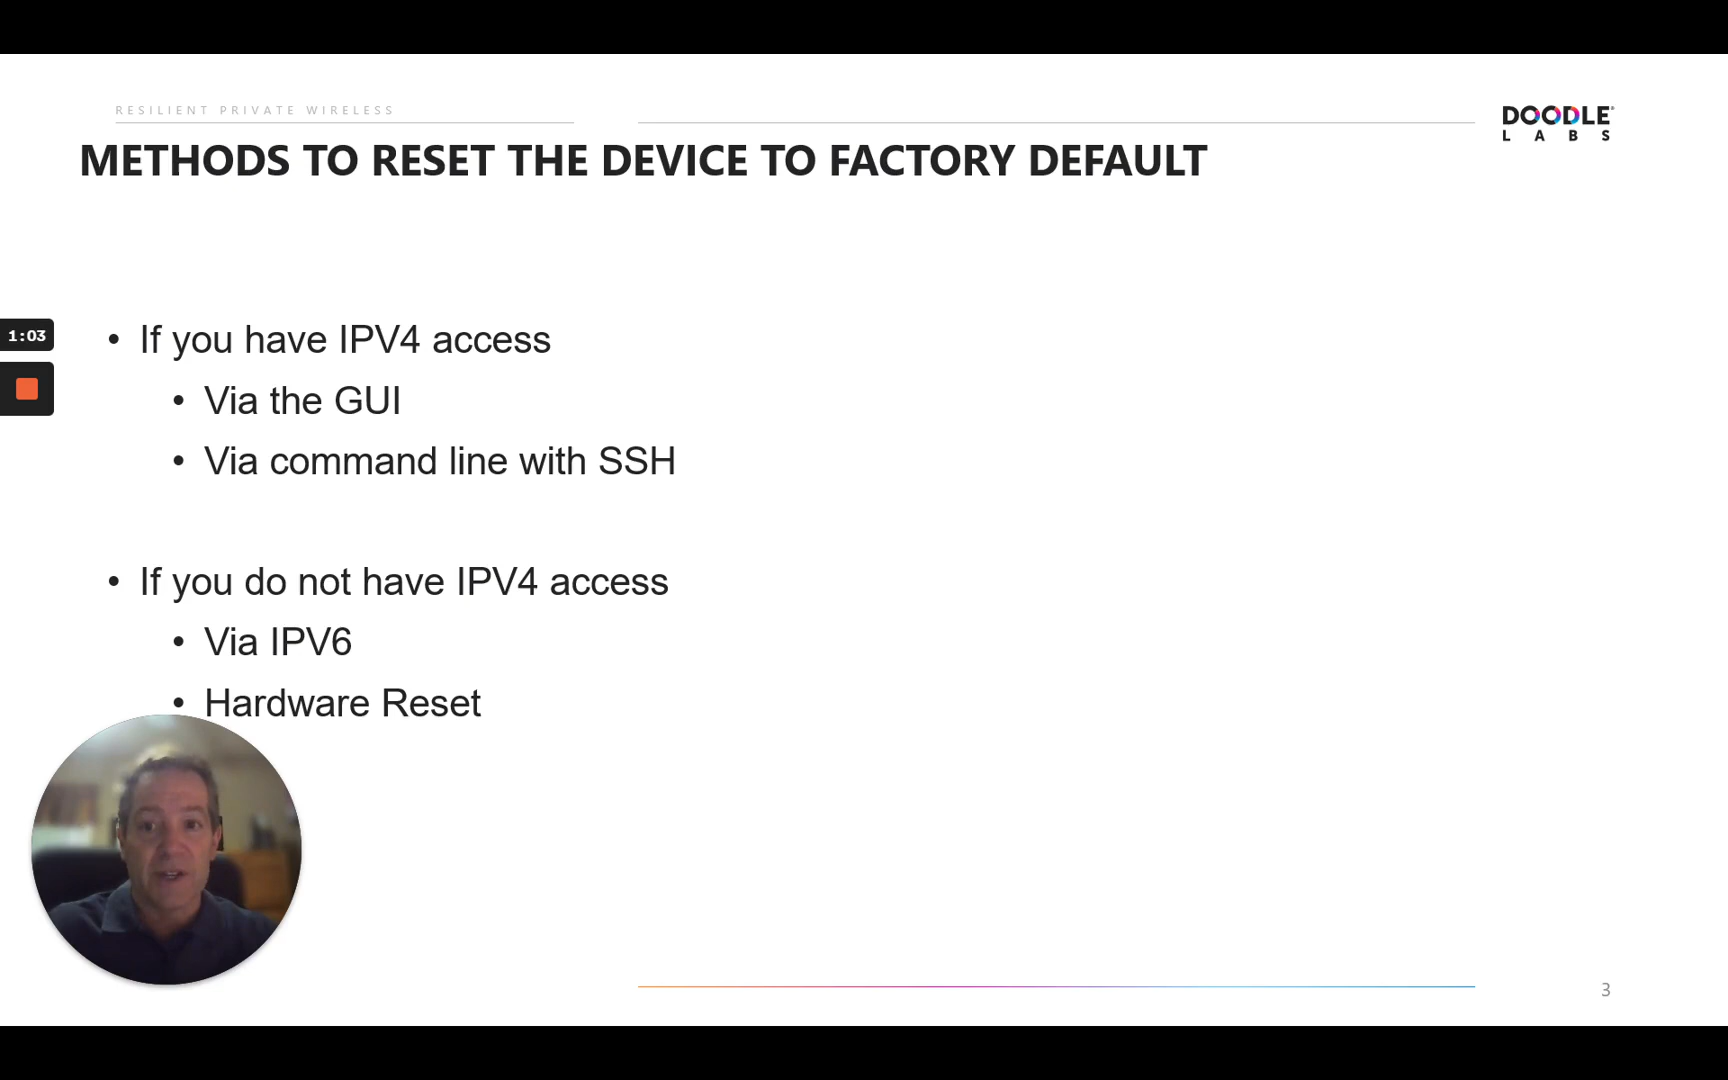 RESILIENT PRIVATE WIRELESS
DOODLE®
LABS
METHODS TO RESET THE DEVICE TO FACTORY DEFAULT
1:03
• If you have IPV4 access
• Via the GUI
• Via command line with SSH
• If you do not have IPV4 access
• Via IPV6
• Hardware Reset
3